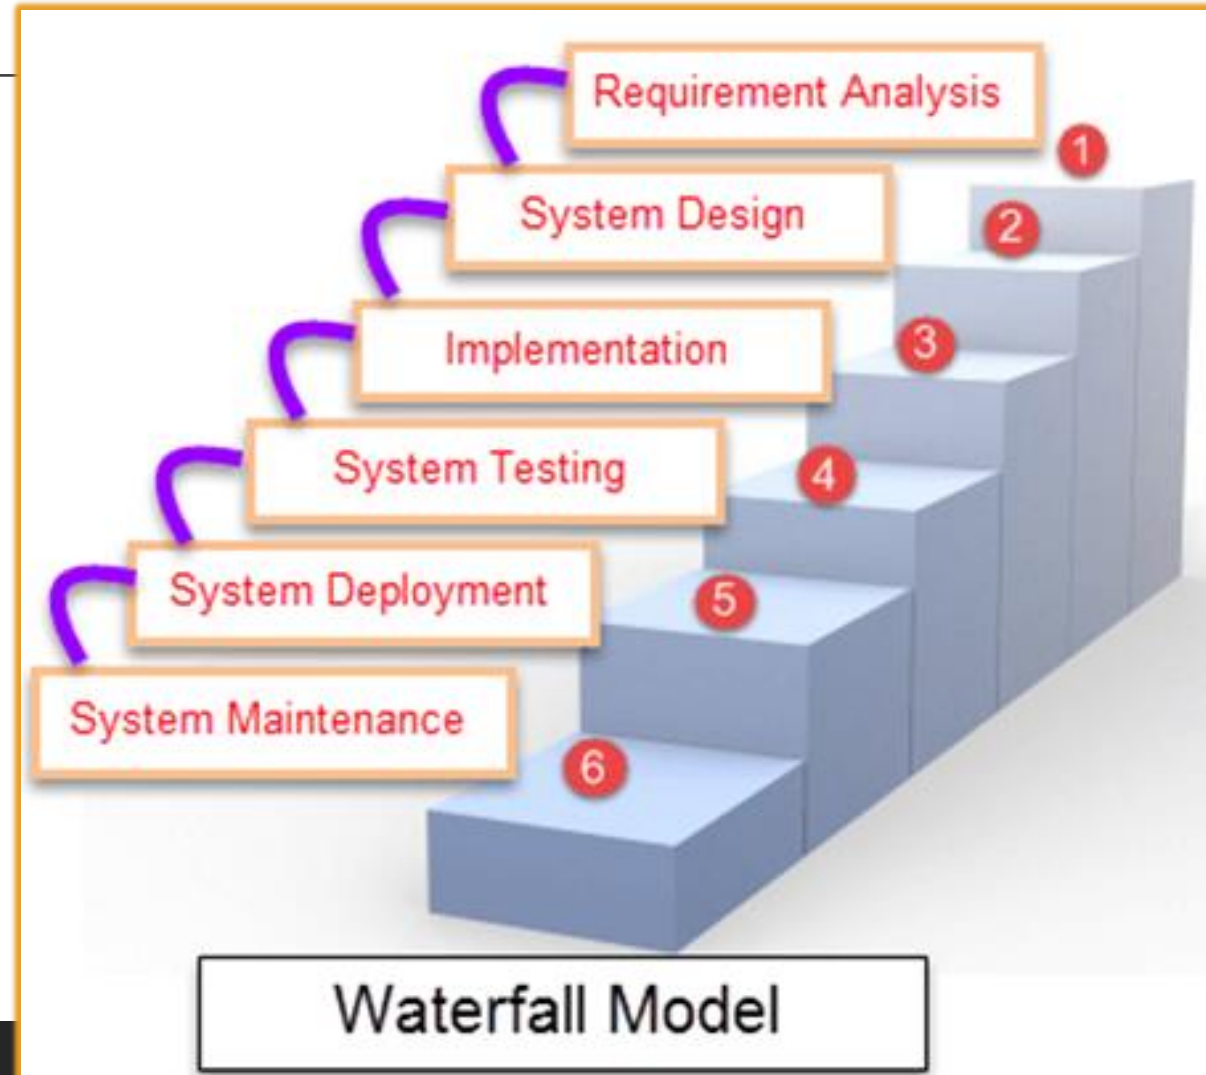 Requirement Analysis
1
System Design
2
Implementation
3
System Testing
4
System Deployment
5
System Maintenance
6
Waterfall Model